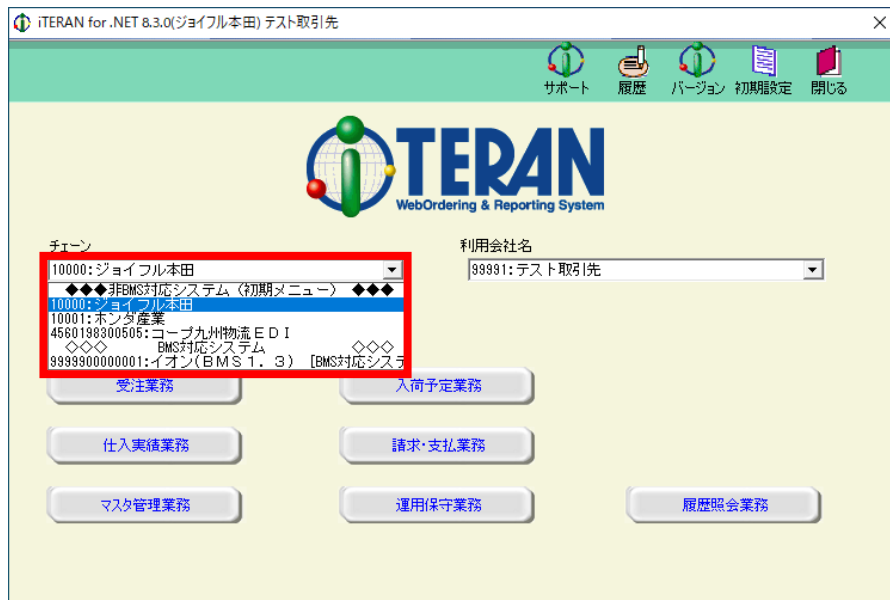 iTERAN for .NET 8.3.0(ジョイフル本田) テスト取引先
サポート 履歴 バージョン 初期設定 閉じる
iTERAN
WebOrdering & Reporting System
チェーン 利用会社名
10000:ジョイフル本田 99991:テスト取引先
◆◆◆非BMS対応システム（初期メニュー） ◆◆◆
10000:ジョイフル本田
10001:ホンダ産業
4560198300505:コープ九州物流ＥＤＩ
◇◇◇ BMS対応システム ◇◇◇
9999900000001:イオン(ＢＭＳ１．３) [BMS対応システ
受注業務 入荷予定業務
仕入実績業務 請求･支払業務
マスタ管理業務 運用保守業務 履歴照会業務